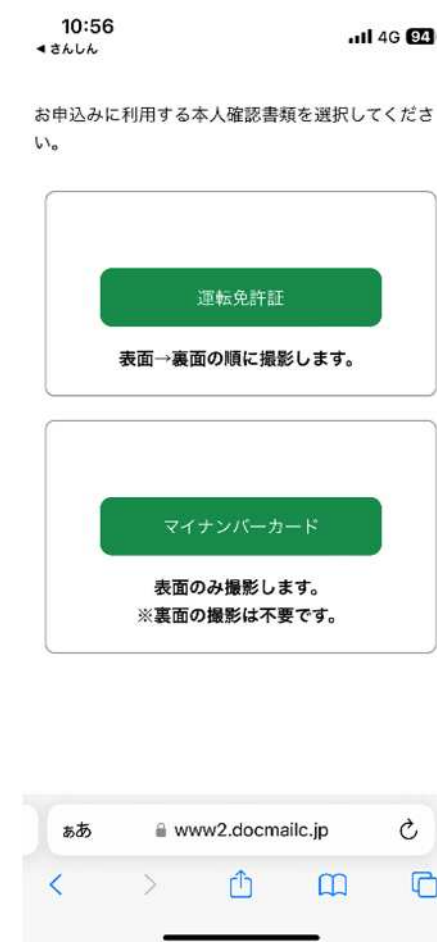 10:56
4G 94
◀ さんしん
お申込みに利用する本人確認書類を選択してくださ
い。
運転免許証
表面→裏面の順に撮影します。
マイナンバーカード
表面のみ撮影します。
※裏面の撮影は不要です。
ぁあ
www2.docmailc.jp